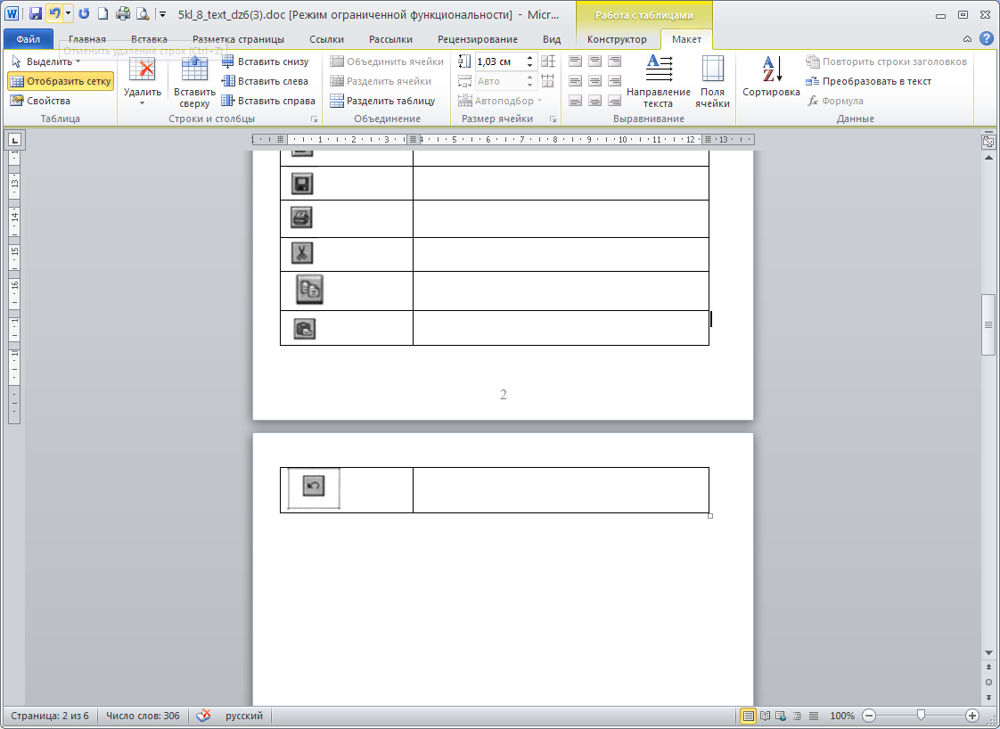 5kl_8_text_dz6(3).doc [Режим ограниченной функциональности] - Micr...
Работа с таблицами
Файл Главная Вставка Разметка страницы Ссылки Рассылки Рецензирование Вид Конструктор Макет
Отменить удаление строк (Ctrl+Z)
Выделить
Отобразить сетку
Свойства
Таблица
Удалить
Вставить сверху
Вставить снизу
Вставить слева
Вставить справа
Строки и столбцы
Объединить ячейки
Разделить ячейки
Разделить таблицу
Объединение
1,03 см
Авто
Автоподбор
Размер ячейки
Направление текста
Поля ячейки
Выравнивание
Сортировка
Повторить строки заголовков
Преобразовать в текст
Формула
Данные
1 1 2 3 4 5 6 7 8 9 10 11 12 13
13
14
15
16
2
Страница: 2 из 6 Число слов: 306 русский 100%